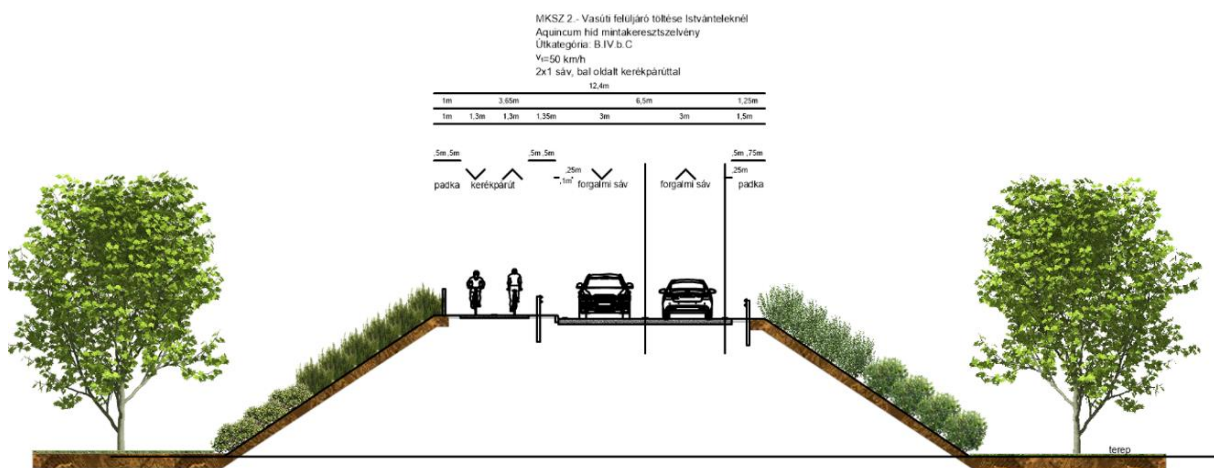 MKSZ 2.- Vasúti felüljáró töltése Istvánteleknél
Aquincum híd mintakeresztszelvény
Útkategória: B.IV.b.C
Vt=50 km/h
2x1 sáv, bal oldalt kerékpárúttal
12,4m
1m 3,65m 6,5m 1,25m
1m 1,3m 1,3m 1,35m 3m 3m 1,5m
,5m ,5m ,5m ,5m ,5m ,75m
,25m ,25m
,1m
padka kerékpárút forgalmi sáv forgalmi sáv padka
terep